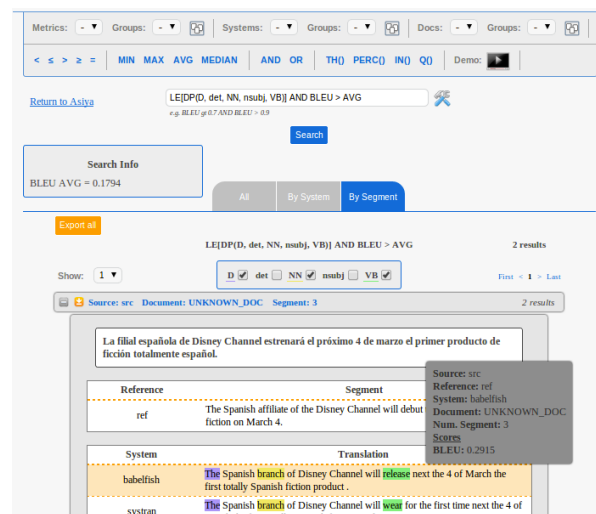 Metrics: - ▼ Groups: - ▼ Systems: - ▼ Groups: - ▼ Docs: - ▼ Groups: - ▼
< ≤ > ≥ = MIN MAX AVG MEDIAN AND OR TH() PERC() IN() Q() Demo:
Return to Asiya
LE[DP(D, det, NN, nsubj, VB)] AND BLEU > AVG
e.g. BLEU gt 0.7 AND BLEU > 0.9
Search
Search Info
BLEU AVG = 0.1794
All By System By Segment
Export all
LE[DP(D, det, NN, nsubj, VB)] AND BLEU > AVG 2 results
Show: 1 ▼ D det NN nsubj VB First < 1 > Last
Source: src Document: UNKNOWN_DOC Segment: 3 2 results
La filial española de Disney Channel estrenará el próximo 4 de marzo el primer producto de
ficción totalmente español.
Source: src
Reference: ref
System: babelfish
Document: UNKNOWN_DOC
Num. Segment: 3
Scores
BLEU: 0.2915
Reference Segment
ref The Spanish affiliate of the Disney Channel will debut
fiction on March 4.
System Translation
babelfish The Spanish branch of Disney Channel will release next the 4 of March the
first totally Spanish fiction product .
systran The Spanish branch of Disney Channel will wear for the first time next the 4 of